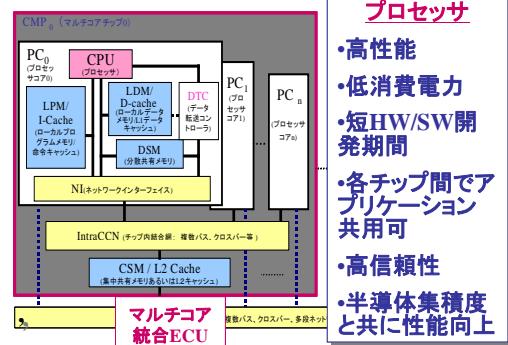 CMP0 (マルチコアチップ0)
PC0
(プロセッ
サコア0)
CPU
(プロセッサ)
LPM/
I-Cache
(ローカルプロ
グラムメモリ/
命令キャッシュ)
LDM/
D-cache
(ローカルデータ
メモリ/L1データ
キャッシュ)
DTC
(データ
転送コン
トローラ)
DSM
(分散共有メモリ)
NI(ネットワークインターフェイス)
PC1
(プロ
セッサ
コア1)
PC n
(プロセッサ
コアn)
IntraCCN (チップ内結合網: 複数バス、クロスバー等 )
CSM / L2 Cache
(集中共有メモリあるいはL2キャッシュ)
マルチコア
統合ECU
複数バス、クロスバー、多段ネット
プロセッサ
•高性能
•低消費電力
•短HW/SW開
発期間
•各チップ間でア
プリケーション
共用可
•高信頼性
•半導体集積度
と共に性能向上